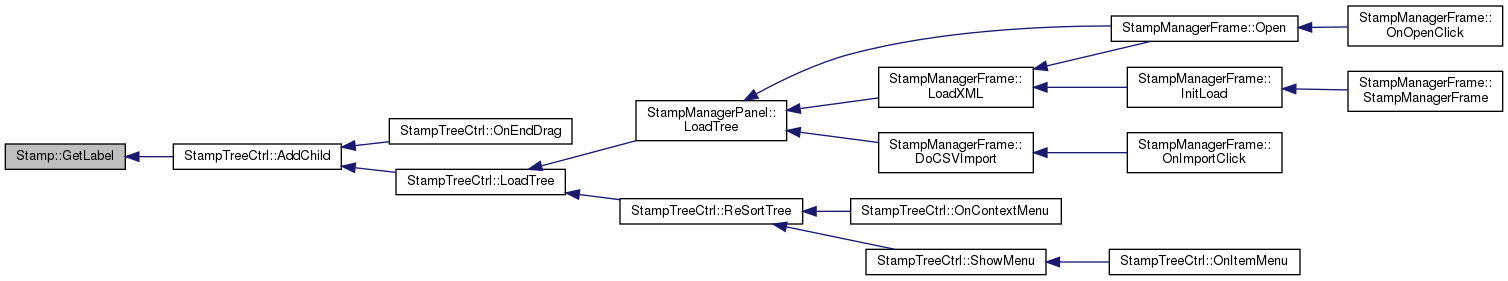 Stamp::GetLabel
StampTreeCtrl::AddChild
StampTreeCtrl::OnEndDrag
StampTreeCtrl::LoadTree
StampManagerPanel::
LoadTree
StampManagerFrame::Open
StampManagerFrame::
OnOpenClick
StampManagerFrame::
LoadXML
StampManagerFrame::
InitLoad
StampManagerFrame::
StampManagerFrame
StampManagerFrame::
DoCSVImport
StampManagerFrame::
OnImportClick
StampTreeCtrl::ReSortTree
StampTreeCtrl::OnContextMenu
StampTreeCtrl::ShowMenu
StampTreeCtrl::OnItemMenu